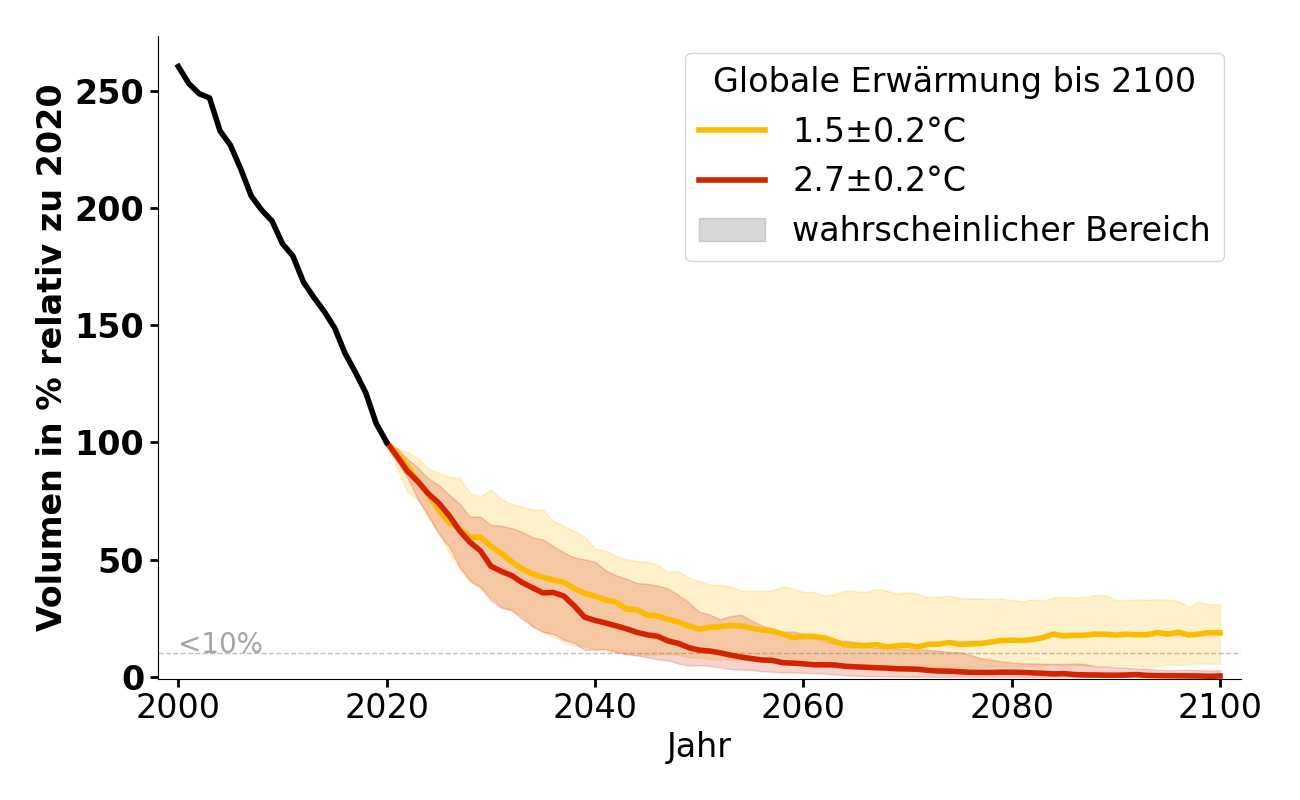 Volumen in % relativ zu 2020
250
200
150
100
50
0
<10%
Globale Erwärmung bis 2100
1.5±0.2°C
2.7±0.2°C
wahrscheinlicher Bereich
2000 2020 2040 2060 2080 2100
Jahr